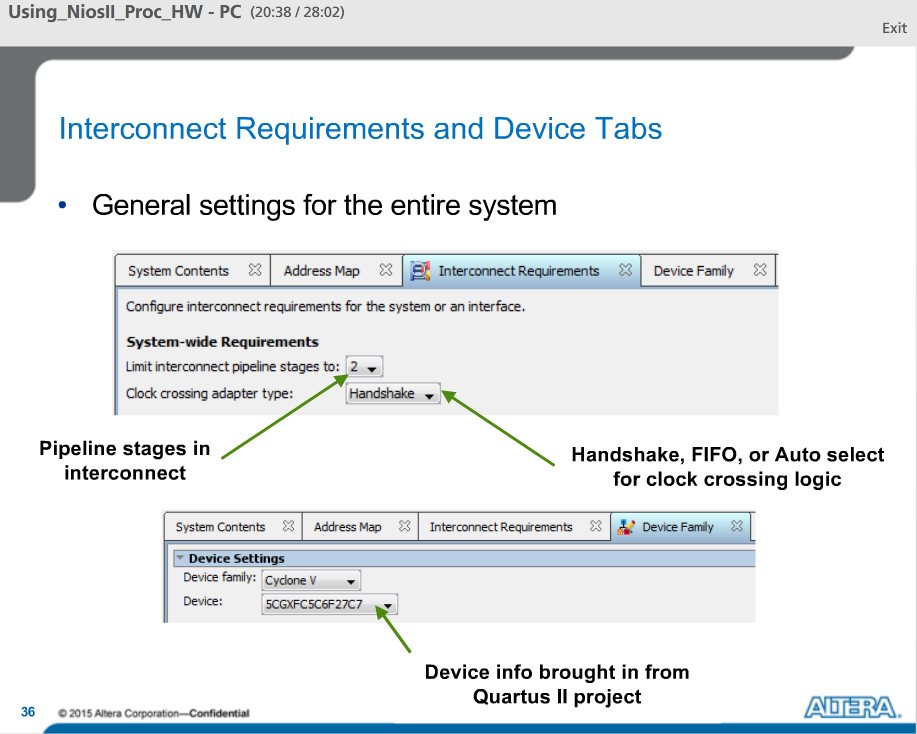 Using_NiosII_Proc_HW - PC (20:38 / 28:02)
Exit
Interconnect Requirements and Device Tabs
• General settings for the entire system
System Contents Address Map Interconnect Requirements Device Family
Configure interconnect requirements for the system or an interface.
System-wide Requirements
Limit interconnect pipeline stages to: 2
Clock crossing adapter type: Handshake
Pipeline stages in
interconnect
Handshake, FIFO, or Auto select
for clock crossing logic
System Contents Address Map Interconnect Requirements Device Family
Device Settings
Device family: Cyclone V
Device: 5CGXFC5C6F27C7
Device info brought in from
Quartus II project
36 © 2015 Altera Corporation—Confidential
ALTERA.